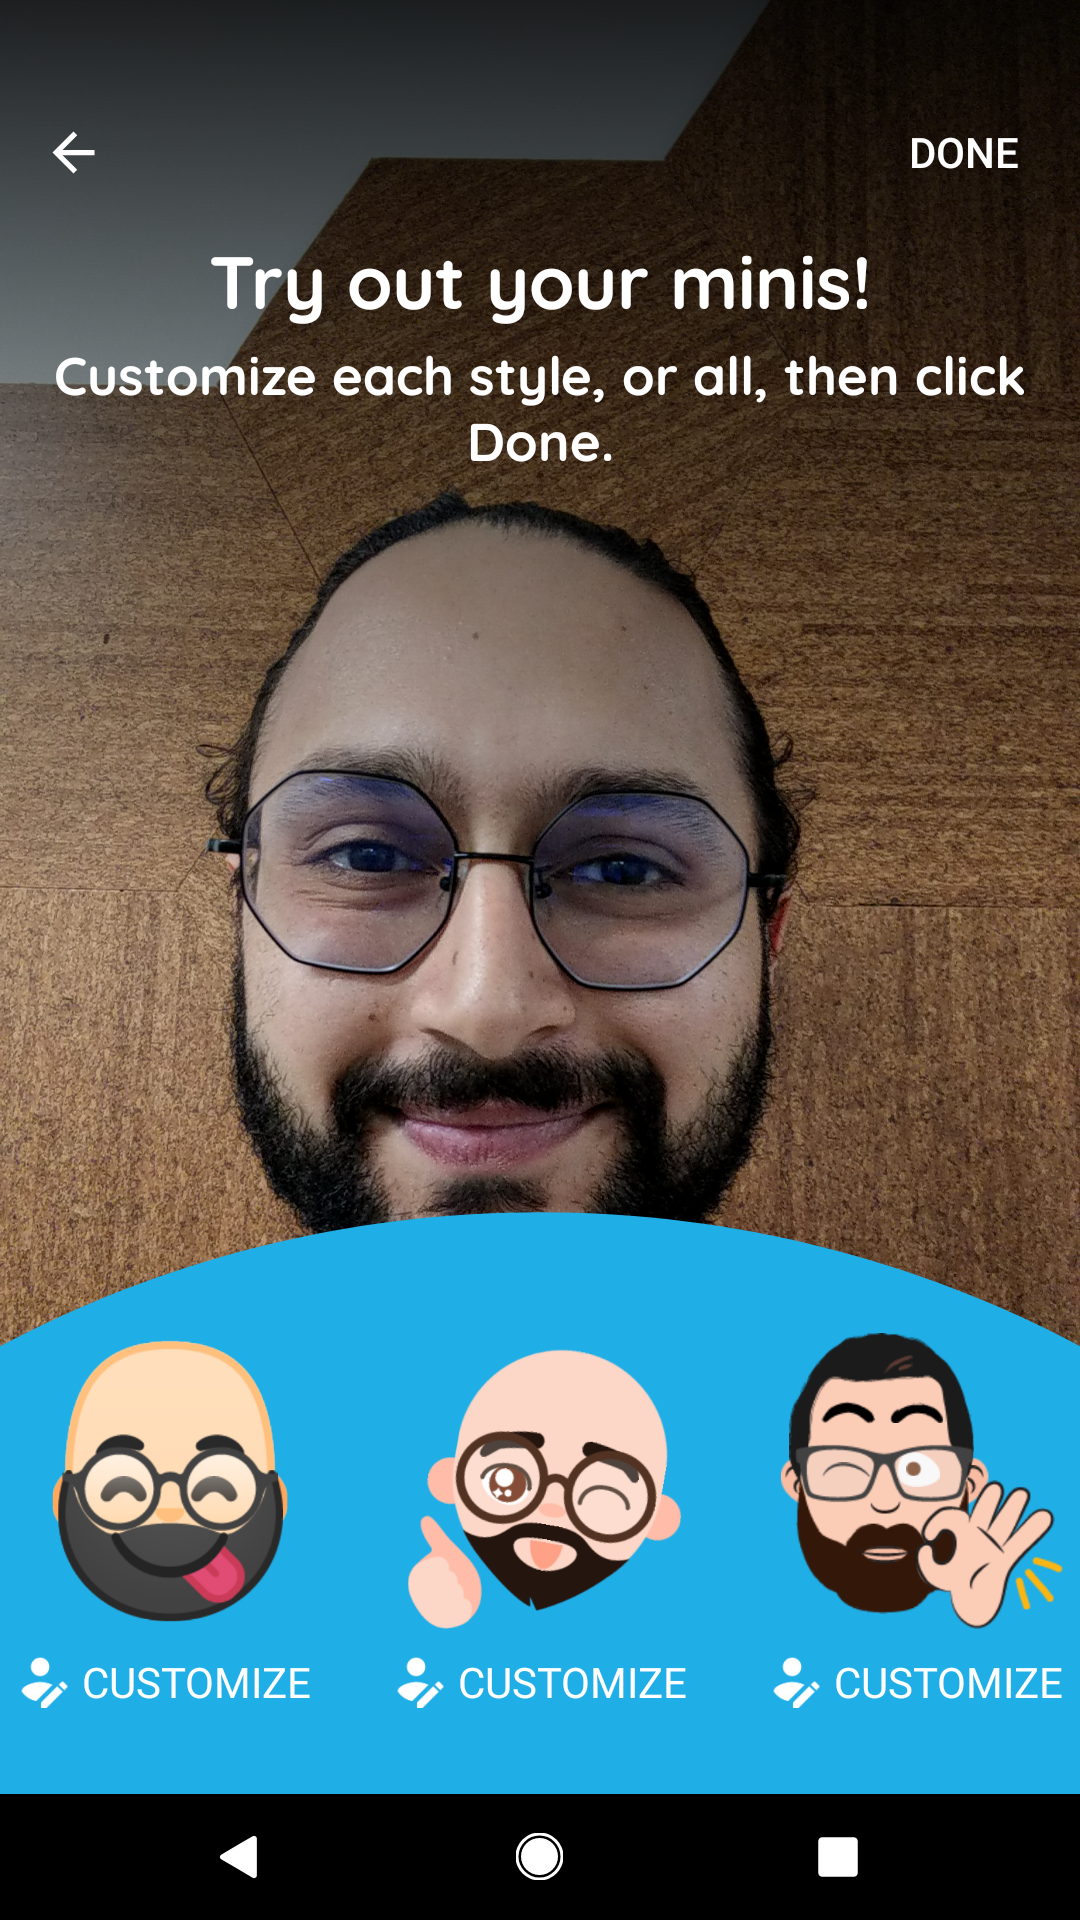 DONE
Try out your minis!
Customize each style, or all, then click
Done.
CUSTOMIZE CUSTOMIZE CUSTOMIZE